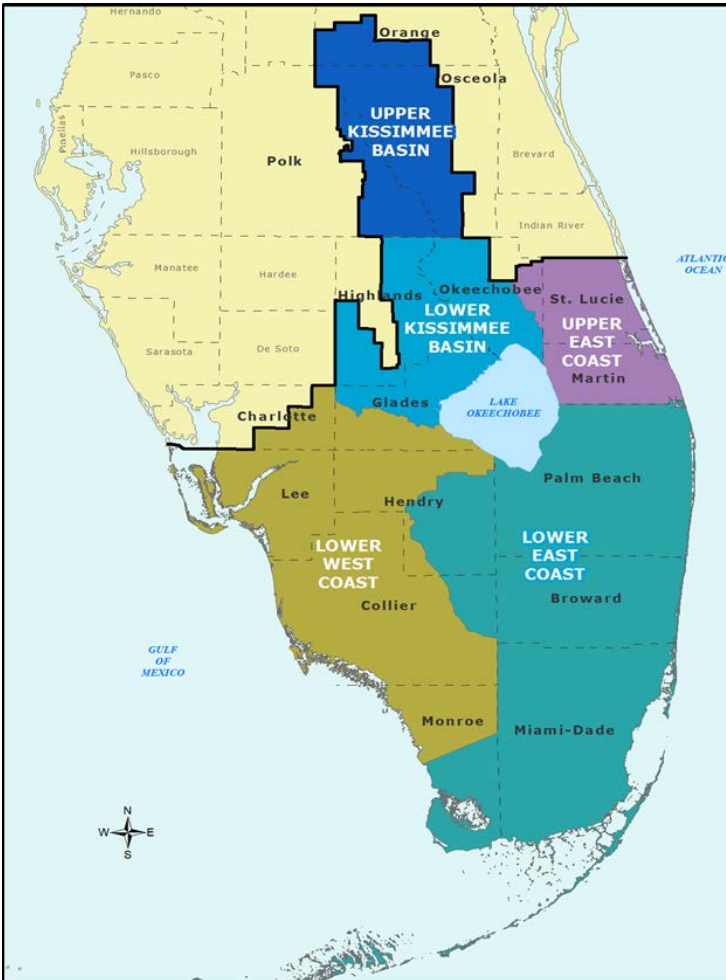 Hernando
Orange
Pasco
Osceola
Pinellas
UPPER
KISSIMMEE
BASIN
Hillsborough
Polk
Brevard
Indian River
ATLANTIC
OCEAN
Manatee
Hardee
Highlands
Okeechobee
St. Lucie
LOWER
KISSIMMEE
BASIN
UPPER
EAST
COAST
Sarasota
De Soto
Martin
Charlotte
Glades
LAKE
OKEECHOBEE
Lee
Hendry
Palm Beach
LOWER
WEST
COAST
LOWER
EAST
COAST
Collier
Broward
GULF
OF
MEXICO
Monroe
Miami-Dade
N
W
E
S